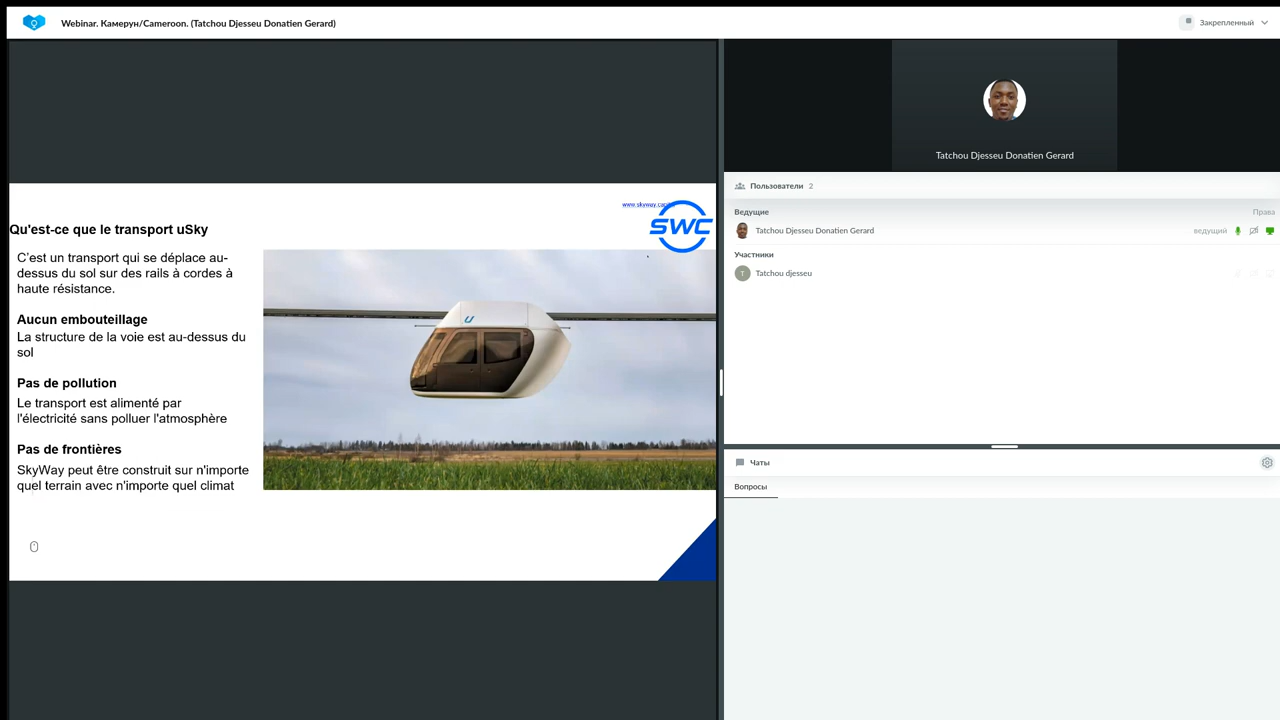 Webinar. Камерун/Cameroon. (Tatchou Djesseu Donatien Gerard)
Закрепленный
www.skyway.capi
SWC
Qu'est-ce que le transport uSky
C'est un transport qui se déplace au-
dessus du sol sur des rails à cordes à
haute résistance.
Aucun embouteillage
La structure de la voie est au-dessus du
sol
Pas de pollution
Le transport est alimenté par
l'électricité sans polluer l'atmosphère
Pas de frontières
SkyWay peut être construit sur n'importe
quel terrain avec n'importe quel climat
Tatchou Djesseu Donatien Gerard
Пользователи 2
Ведущие Права
Tatchou Djesseu Donatien Gerard ведущий
Участники
T Tatchou djesseu
Чаты
Вопросы